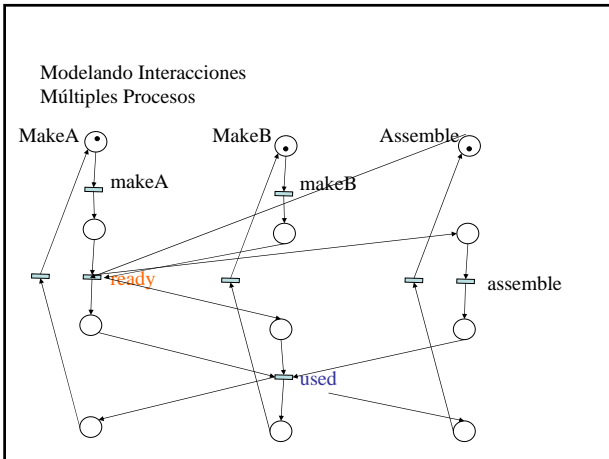 Modelando Interacciones
Múltiples Procesos
MakeA
MakeB
Assemble
makeA
makeB
ready
assemble
used